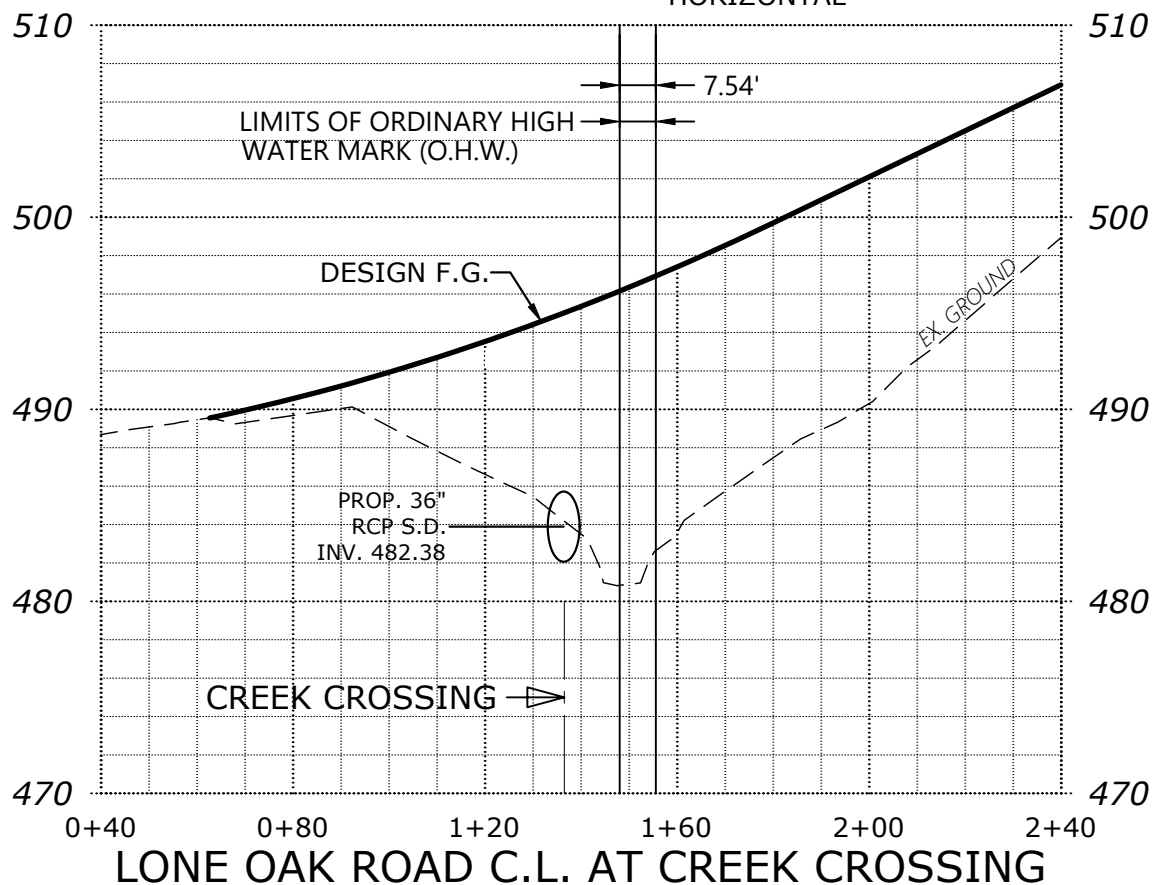 HORIZONTAL
510 510
7.54'
LIMITS OF ORDINARY HIGH
WATER MARK (O.H.W.)
500 500
DESIGN F.G.
EX. GROUND
490 490
PROP. 36"
RCP S.D.
INV. 482.38
480 480
CREEK CROSSING
470 470
0+40 0+80 1+20 1+60 2+00 2+40
LONE OAK ROAD C.L. AT CREEK CROSSING